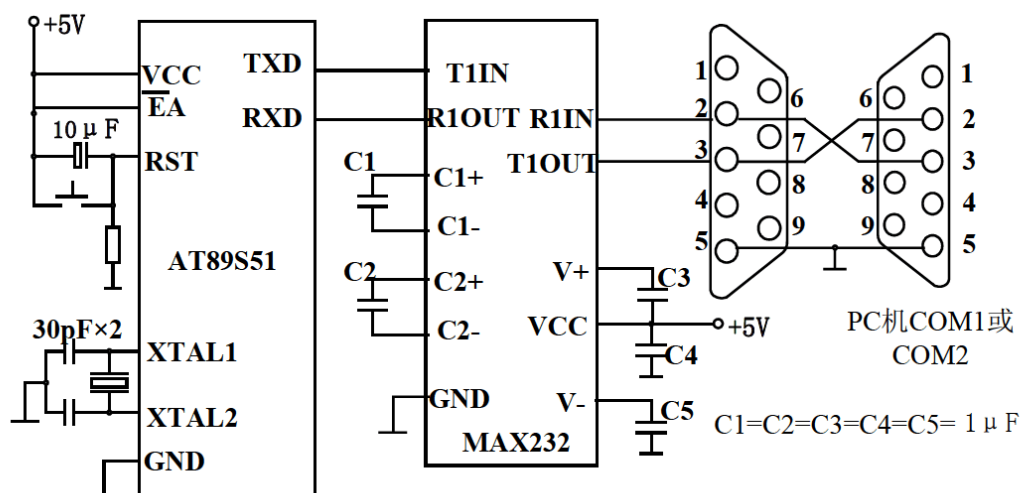 +5V
VCC
EA
10μF
RST
AT89S51
30pF×2
XTAL1
XTAL2
GND
TXD
RXD
T1IN
R1OUT
R1IN
T1OUT
C1
C1+
C1-
C2
C2+
C2-
V+
C3
VCC
+5V
C4
GND
V-
C5
MAX232
1
2
3
4
5
6
7
8
9
6
7
8
9
1
2
3
4
5
PC机COM1或
COM2
C1=C2=C3=C4=C5=1μF